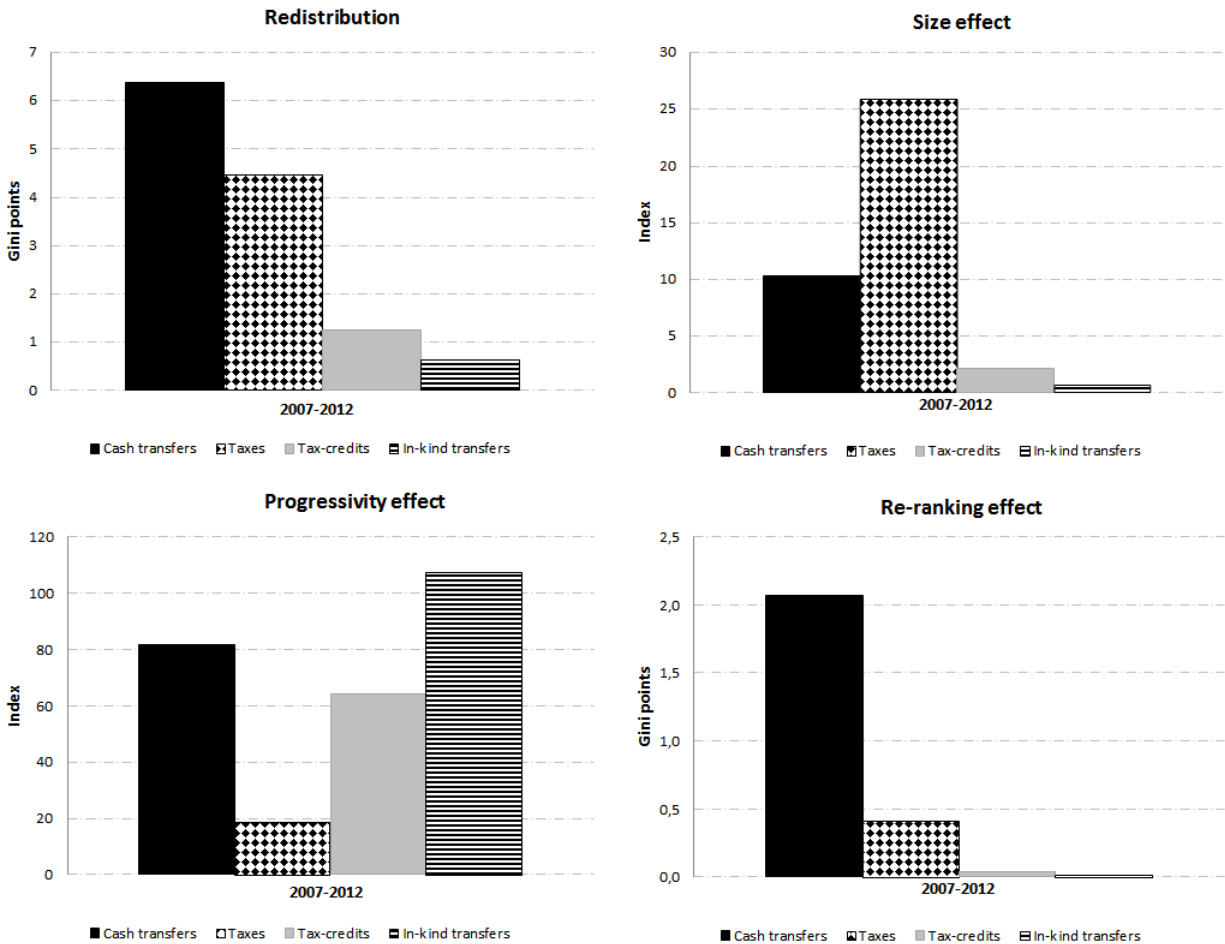 Redistribution
7
6
5
4
3
2
1
0
Gini points
2007-2012
Cash transfers Taxes Tax-credits In-kind transfers
Size effect
30
25
20
15
10
5
0
Index
2007-2012
Cash transfers Taxes Tax-credits In-kind transfers
Progressivity effect
120
100
80
60
40
20
0
Index
2007-2012
Cash transfers Taxes Tax-credits In-kind transfers
Re-ranking effect
2,5
2,0
1,5
1,0
0,5
0,0
Gini points
2007-2012
Cash transfers Taxes Tax-credits In-kind transfers